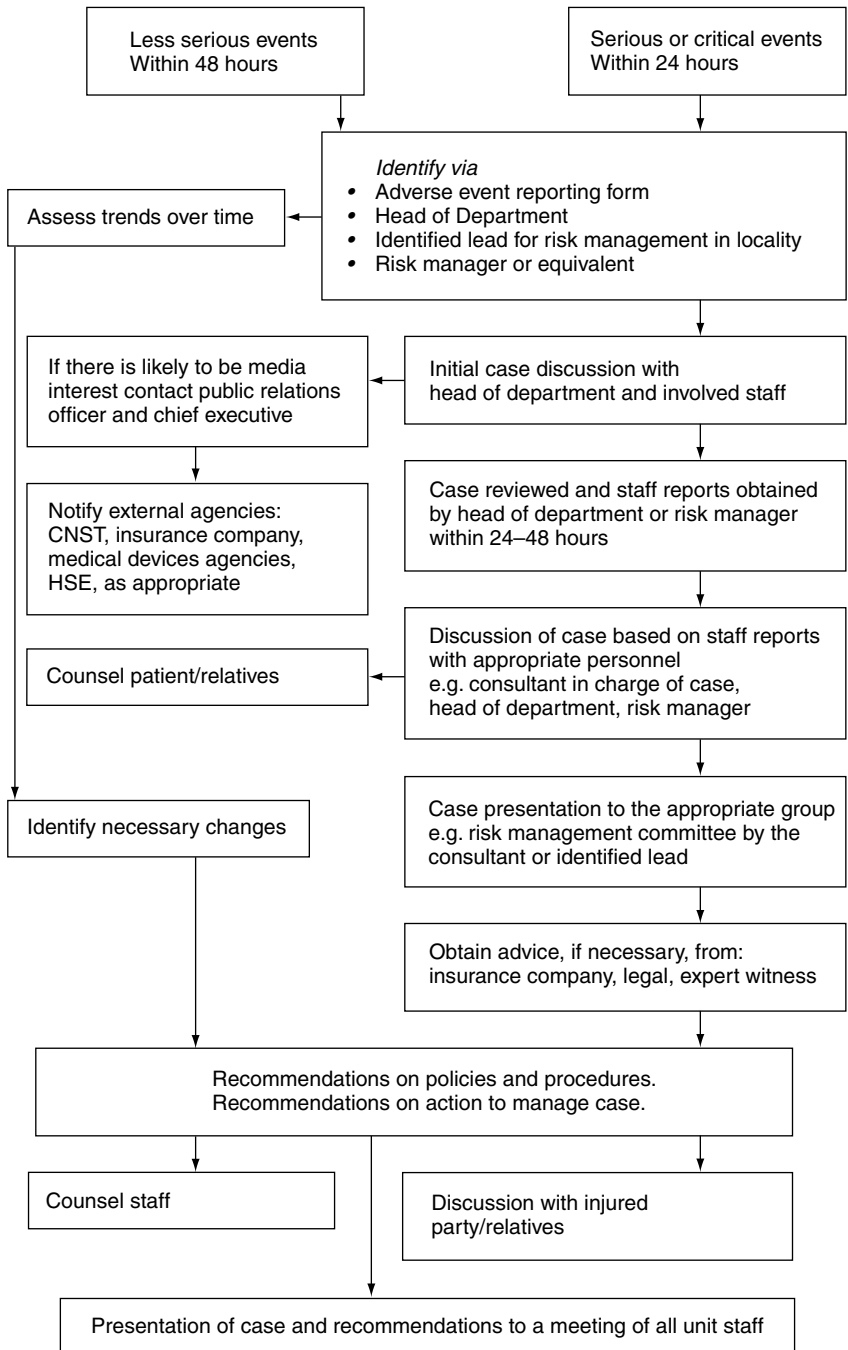 Less serious events
Within 48 hours
Serious or critical events
Within 24 hours
Identify via
• Adverse event reporting form
• Head of Department
• Identified lead for risk management in locality
• Risk manager or equivalent
Assess trends over time
If there is likely to be media
interest contact public relations
officer and chief executive
Initial case discussion with
head of department and involved staff
Notify external agencies:
CNST, insurance company,
medical devices agencies,
HSE, as appropriate
Case reviewed and staff reports obtained
by head of department or risk manager
within 24–48 hours
Counsel patient/relatives
Discussion of case based on staff reports
with appropriate personnel
e.g. consultant in charge of case,
head of department, risk manager
Identify necessary changes
Case presentation to the appropriate group
e.g. risk management committee by the
consultant or identified lead
Obtain advice, if necessary, from:
insurance company, legal, expert witness
Recommendations on policies and procedures.
Recommendations on action to manage case.
Counsel staff
Discussion with injured
party/relatives
Presentation of case and recommendations to a meeting of all unit staff